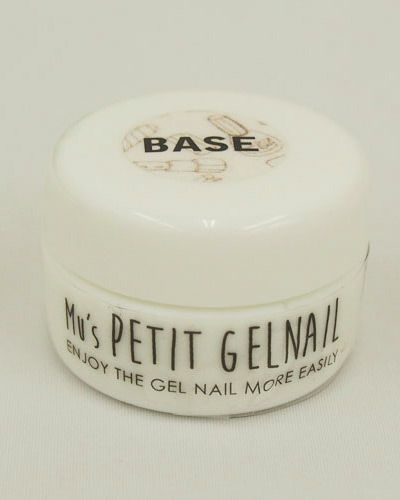 BASE
Mu's PETIT GELNAIL
ENJOY THE GEL NAIL MORE EASILY